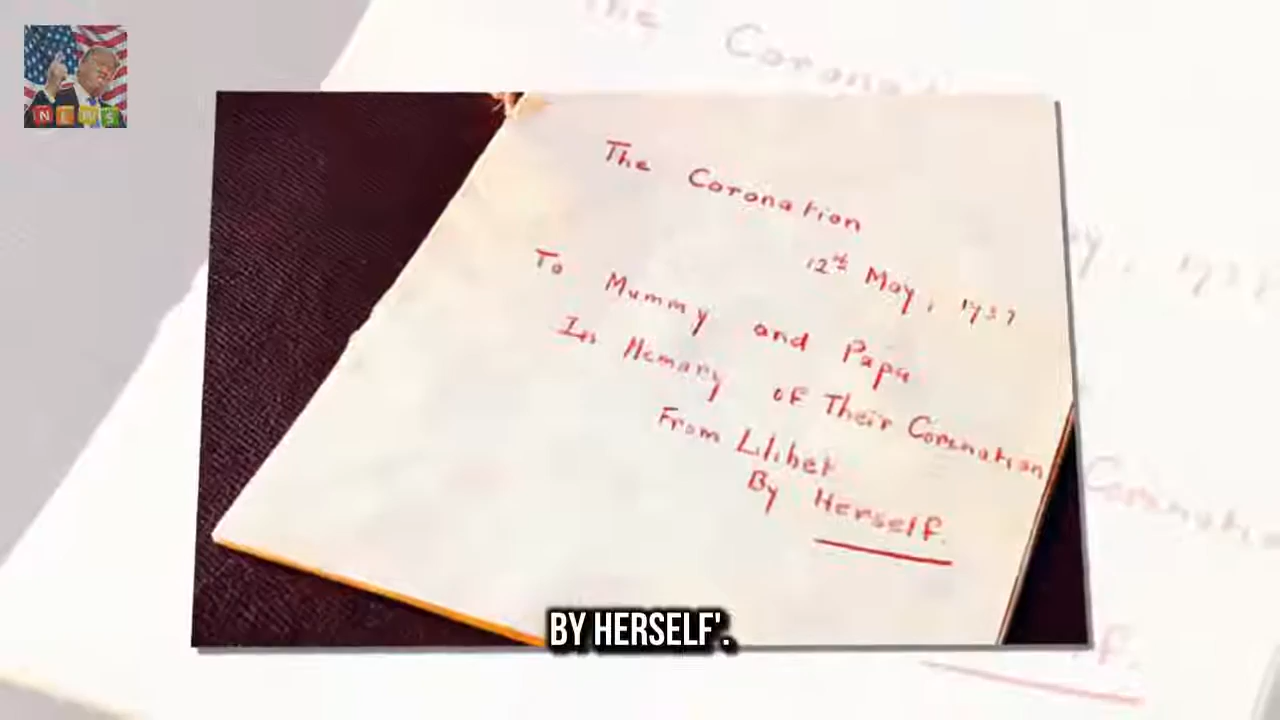 NEWS
The Coronation
12th May, 1937
To Mummy and Papa
In Memory of Their Coronation
From Lilibet
By Herself.
BY HERSELF'.